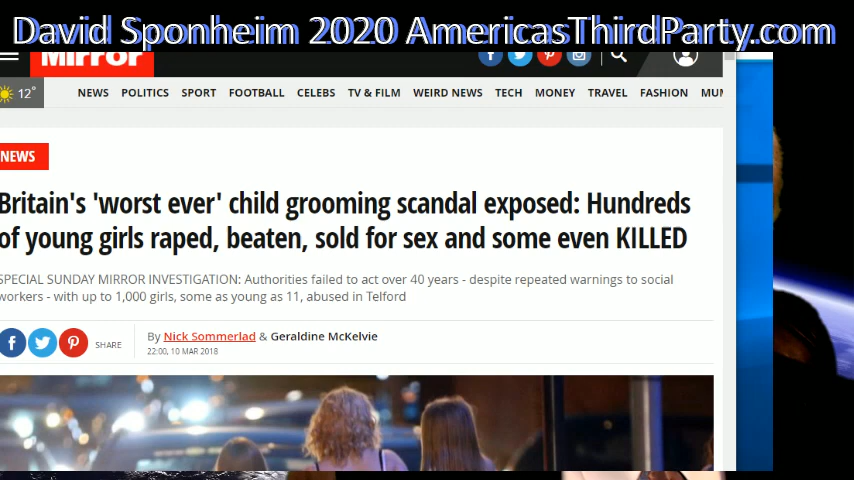 David Sponheim 2020 AmericasThirdParty.com
Mirror
12°
NEWS POLITICS SPORT FOOTBALL CELEBS TV & FILM WEIRD NEWS TECH MONEY TRAVEL FASHION MUM
NEWS
Britain's 'worst ever' child grooming scandal exposed: Hundreds
of young girls raped, beaten, sold for sex and some even KILLED
SPECIAL SUNDAY MIRROR INVESTIGATION: Authorities failed to act over 40 years - despite repeated warnings to social
workers - with up to 1,000 girls, some as young as 11, abused in Telford
SHARE
By Nick Sommerlad & Geraldine McKelvie
22:00, 10 MAR 2018